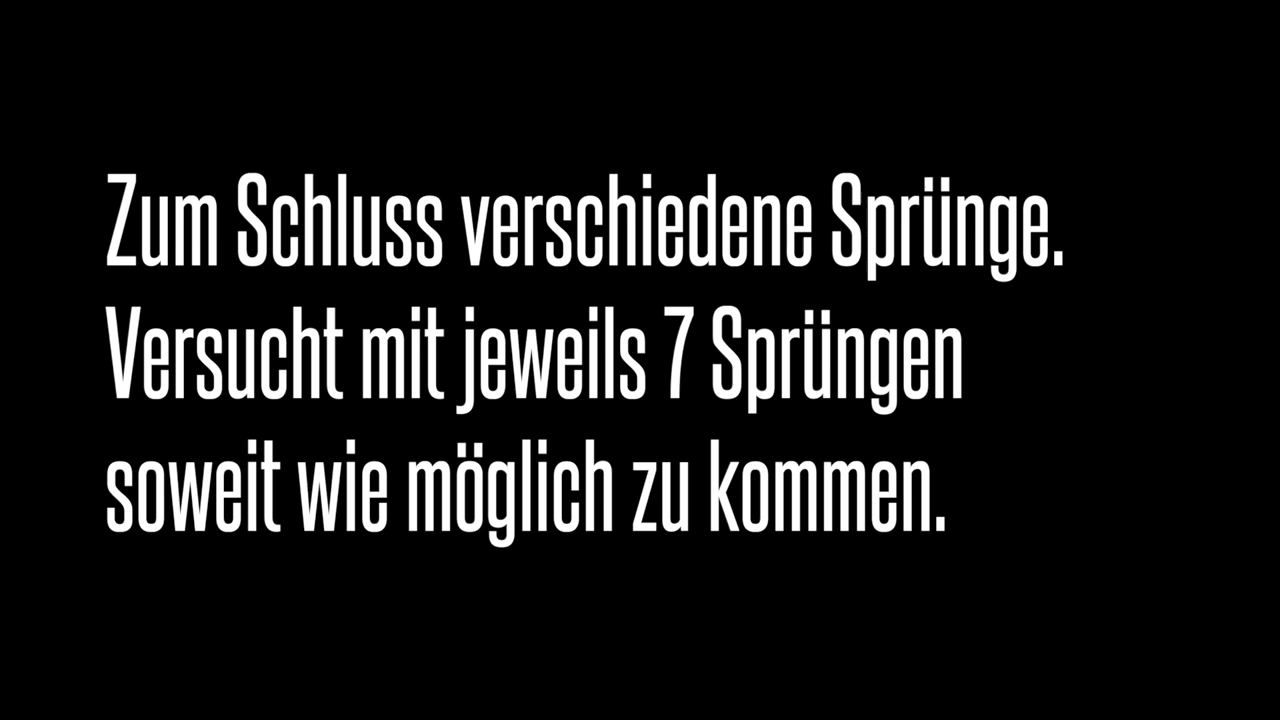 Zum Schluss verschiedene Sprünge.
Versucht mit jeweils 7 Sprüngen
soweit wie möglich zu kommen.